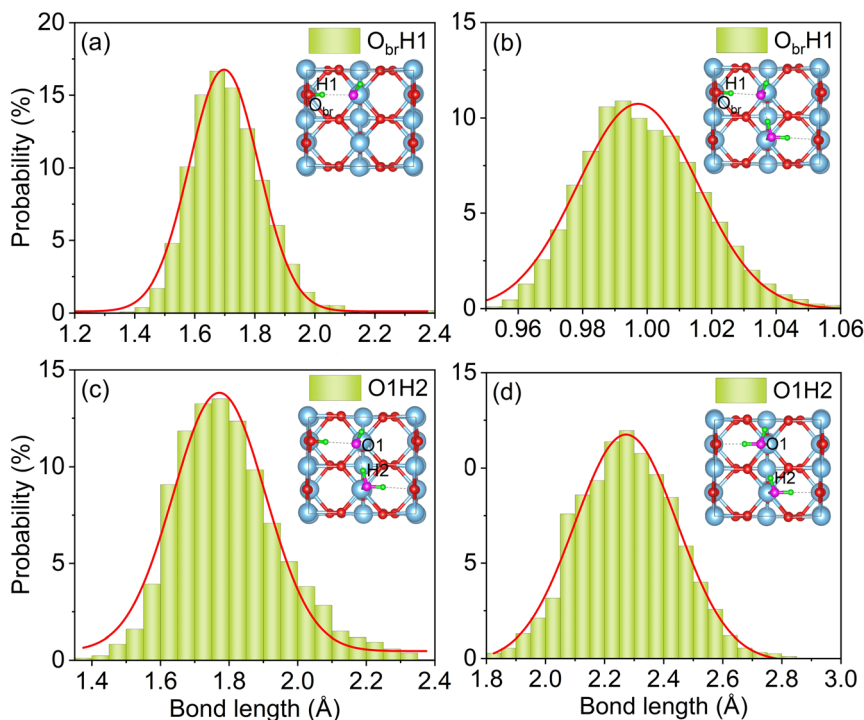 20
15
10
5
0
Probability (%)
(a)
O_brH1
H1
O_br
1.2 1.4 1.6 1.8 2.0 2.2 2.4
15
10
5
0
(b)
O_brH1
H1
O_br
0.96 0.98 1.00 1.02 1.04 1.06
15
10
5
0
Probability (%)
(c)
O1H2
O1
H2
1.4 1.6 1.8 2.0 2.2 2.4
Bond length (Å)
15
0
5
0
(d)
O1H2
O1
H2
1.8 2.0 2.2 2.4 2.6 2.8 3.0
Bond length (Å)